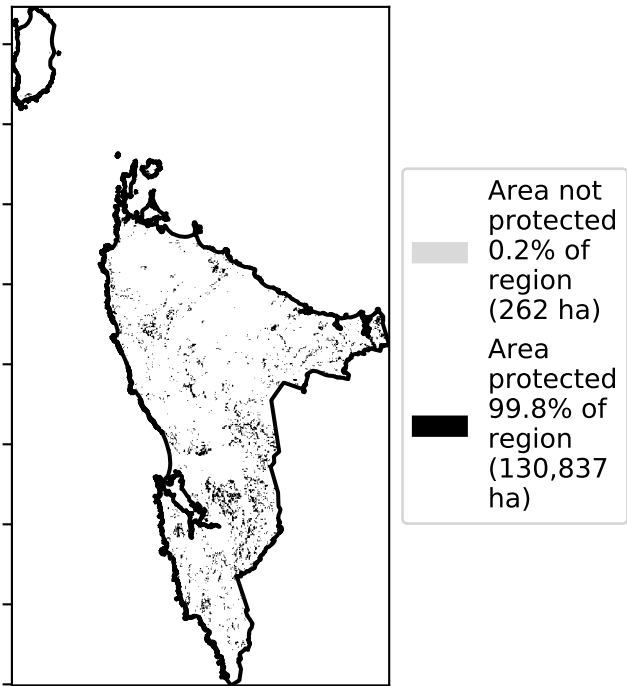 Area not
protected
0.2% of
region
(262 ha)
Area
protected
99.8% of
region
(130,837
ha)